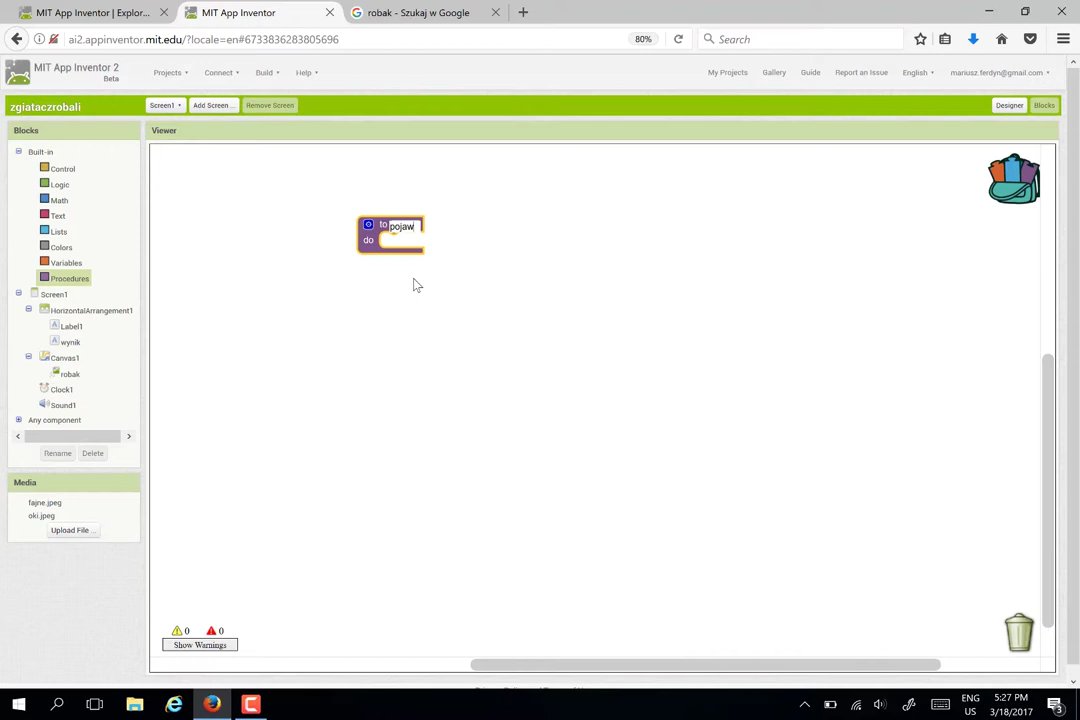 MIT App Inventor | Explor...
MIT App Inventor
robak - Szukaj w Google
ai2.appinventor.mit.edu/?locale=en#6733836283805696
80%
Search
MIT App Inventor 2
Beta
Projects
Connect
Build
Help
My Projects
Gallery
Guide
Report an Issue
English
mariusz.ferdyn@gmail.com
zgiataczrobali
Screen1
Add Screen ...
Remove Screen
Designer
Blocks
Blocks
Viewer
Built-in
Control
Logic
Math
Text
Lists
Colors
Variables
Procedures
Screen1
HorizontalArrangement1
Label1
wynik
Canvas1
robak
Clock1
Sound1
Any component
Rename
Delete
to pojaw
do
Media
fajne.jpeg
oki.jpeg
Upload File ...
0 0
Show Warnings
ENG
US
5:27 PM
3/18/2017
3